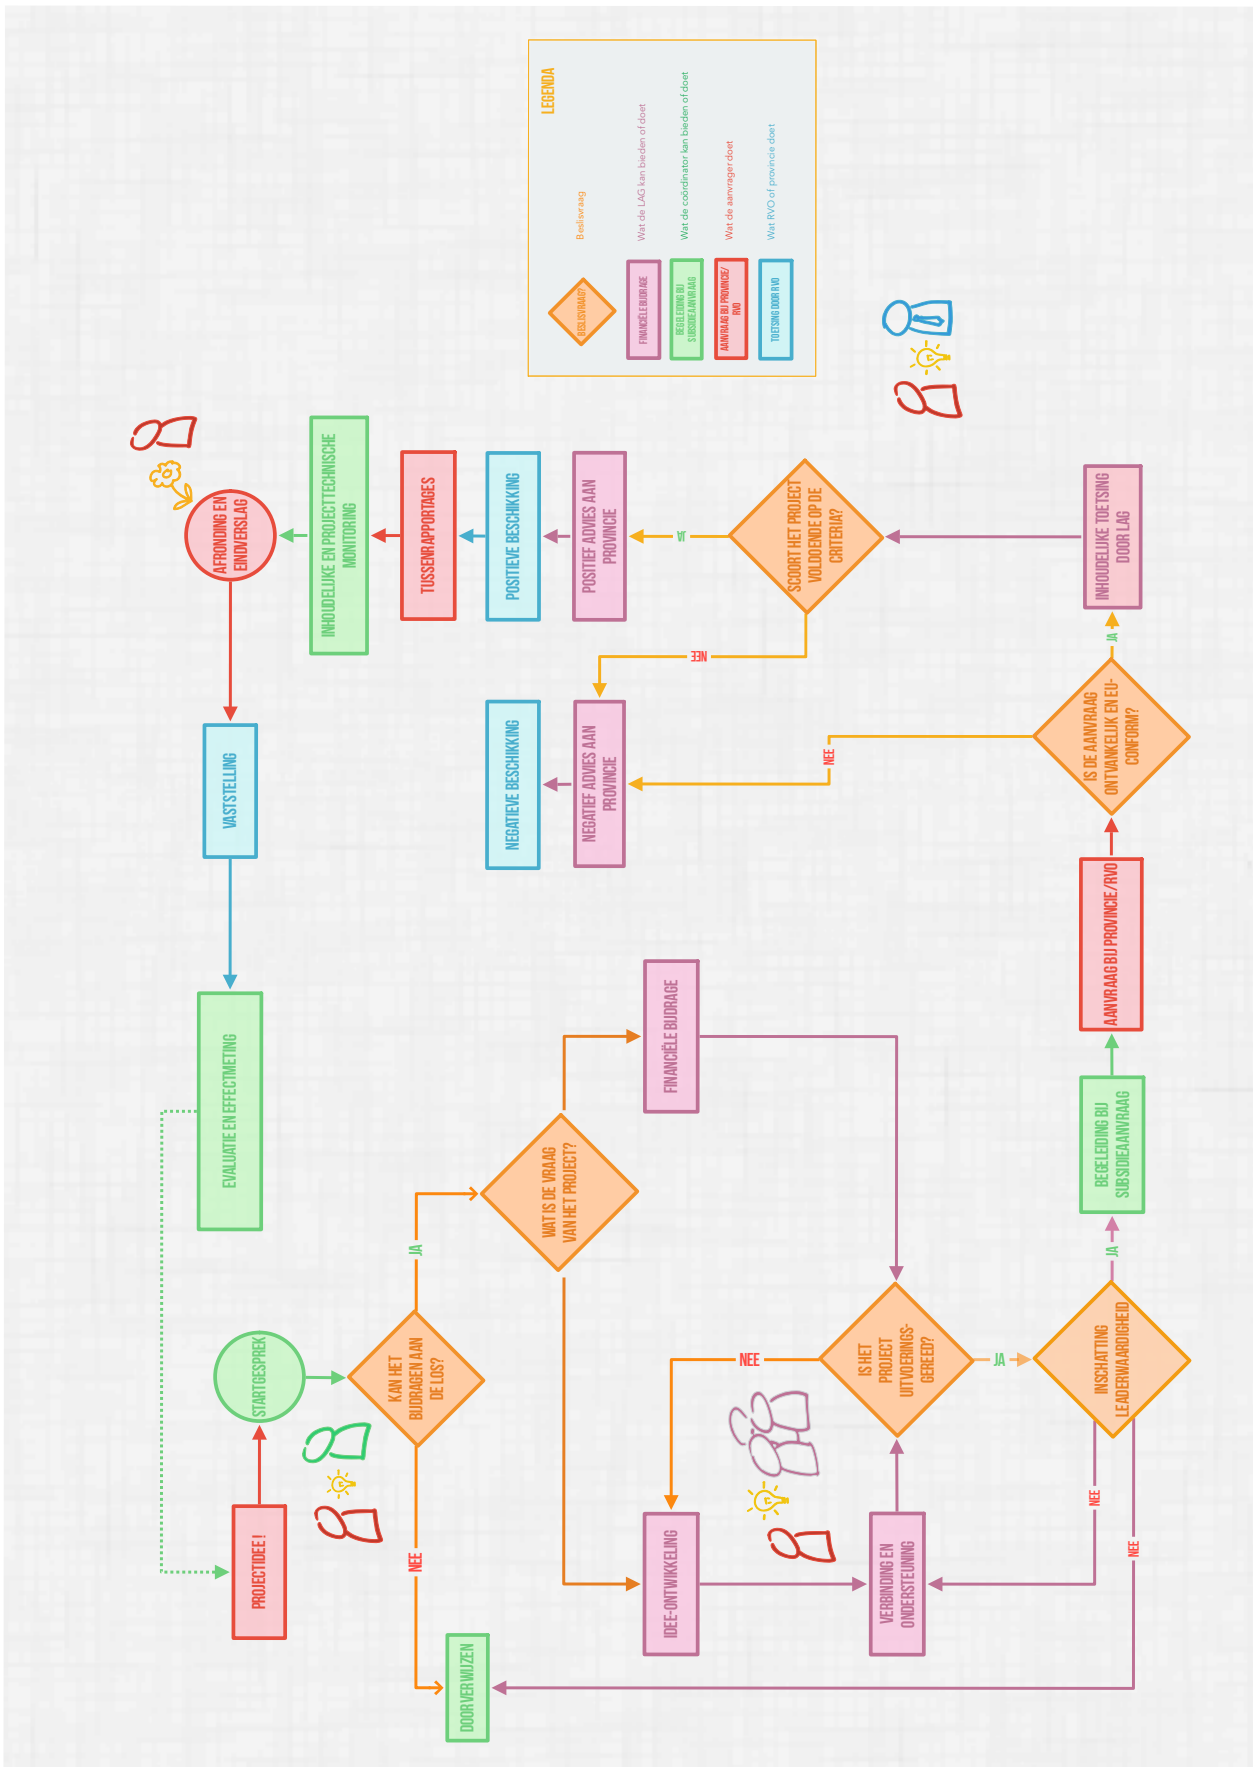 PROJECTIDEE!
STARTGESPREK
KAN HET
BIJDRAGEN AAN
DE LOS?
NEE
JA
DOORVERWIJZEN
WAT IS DE VRAAG
VAN HET PROJECT?
IDEE-ONTWIKKELING
FINANCIËLE BIJDRAGE
VERBINDING EN
ONDERSTEUNING
IS HET
PROJECT
UITVOERINGS-
GEREED?
NEE
JA
INSCHATTING
LEADERWAARDIGHEID
NEE
NEE
JA
BEGELEIDING BIJ
SUBSIDIEAANVRAAG
AANVRAAG BIJ PROVINCIE/RVO
IS DE AANVRAAG
ONTVANKELIJK EN EU-
CONFORM?
NEE
JA
INHOUDELIJKE TOETSING
DOOR LAG
SCOORT HET PROJECT
VOLDOENDE OP DE
CRITERIA?
NEE
JA
NEGATIEF ADVIES AAN
PROVINCIE
NEGATIEVE BESCHIKKING
POSITIEF ADVIES AAN
PROVINCIE
POSITIEVE BESCHIKKING
TUSSENRAPPORTAGES
INHOUDELIJKE EN PROJECTTECHNISCHE
MONITORING
AFRONDING EN
EINDVERSLAG
VASTSTELLING
EVALUATIE EN EFFECTMETING
LEGENDA
BESLISVRAAG?
Beslisvraag
FINANCIËLE BIJDRAGE
Wat de LAG kan bieden of doet
BEGELEIDING BIJ
SUBSIDIEAANVRAAG
Wat de coördinator kan bieden of doet
AANVRAAG BIJ PROVINCIE/
RVO
Wat de aanvrager doet
TOETSING DOOR RVO
Wat RVO of provincie doet